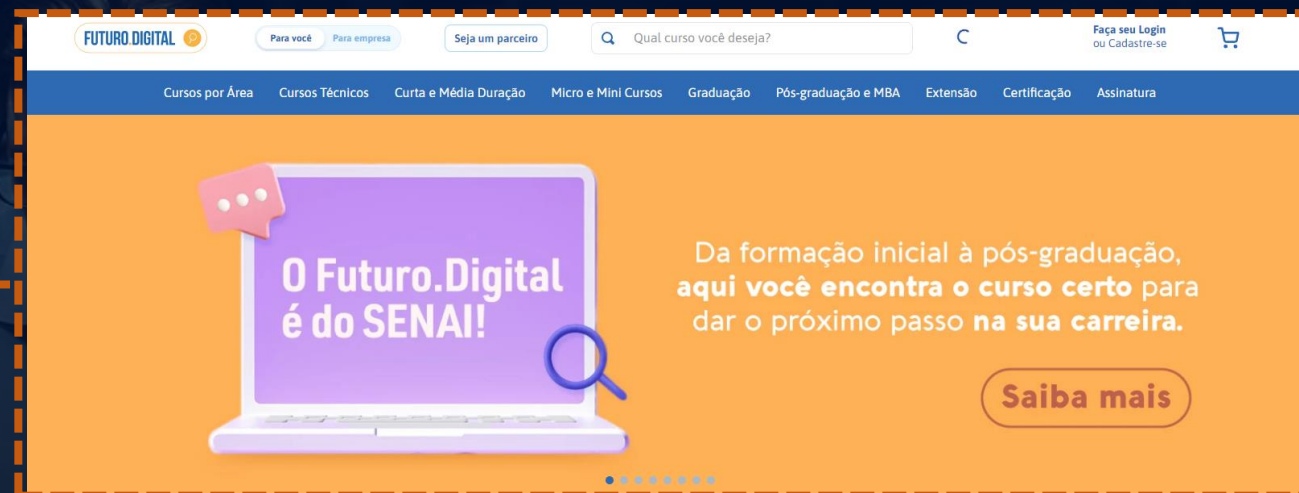 FUTURO.DIGITAL
Para você Para empresa
Seja um parceiro
Qual curso você deseja?
Faça seu Login
ou Cadastre-se
Cursos por Área Cursos Técnicos Curta e Média Duração Micro e Mini Cursos Graduação Pós-graduação e MBA Extensão Certificação Assinatura
O Futuro.Digital
é do SENAI!
Da formação inicial à pós-graduação,
aqui você encontra o curso certo para
dar o próximo passo na sua carreira.
Saiba mais